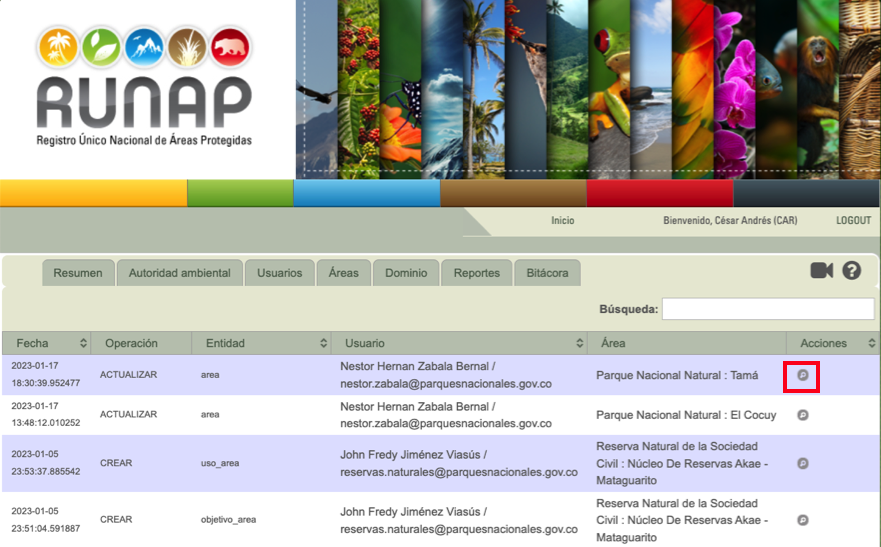 RUNAP
Registro Único Nacional de Áreas Protegidas
Inicio Bienvenido, César Andrés (CAR) LOGOUT
Resumen Autoridad ambiental Usuarios Áreas Dominio Reportes Bitácora
Búsqueda:
Fecha Operación Entidad Usuario Área Acciones
2023-01-17
18:30:39.952477
ACTUALIZAR
area
Nestor Hernan Zabala Bernal /
nestor.zabala@parquesnacionales.gov.co
Parque Nacional Natural : Tamá
2023-01-17
13:48:12.010252
ACTUALIZAR
area
Nestor Hernan Zabala Bernal /
nestor.zabala@parquesnacionales.gov.co
Parque Nacional Natural : El Cocuy
2023-01-05
23:53:37.885542
CREAR
uso_area
John Fredy Jiménez Viasús /
reservas.naturales@parquesnacionales.gov.co
Reserva Natural de la Sociedad
Civil : Núcleo De Reservas Akae -
Mataguarito
2023-01-05
23:51:04.591887
CREAR
objetivo_area
John Fredy Jiménez Viasús /
reservas.naturales@parquesnacionales.gov.co
Reserva Natural de la Sociedad
Civil : Núcleo De Reservas Akae -
Mataguarito